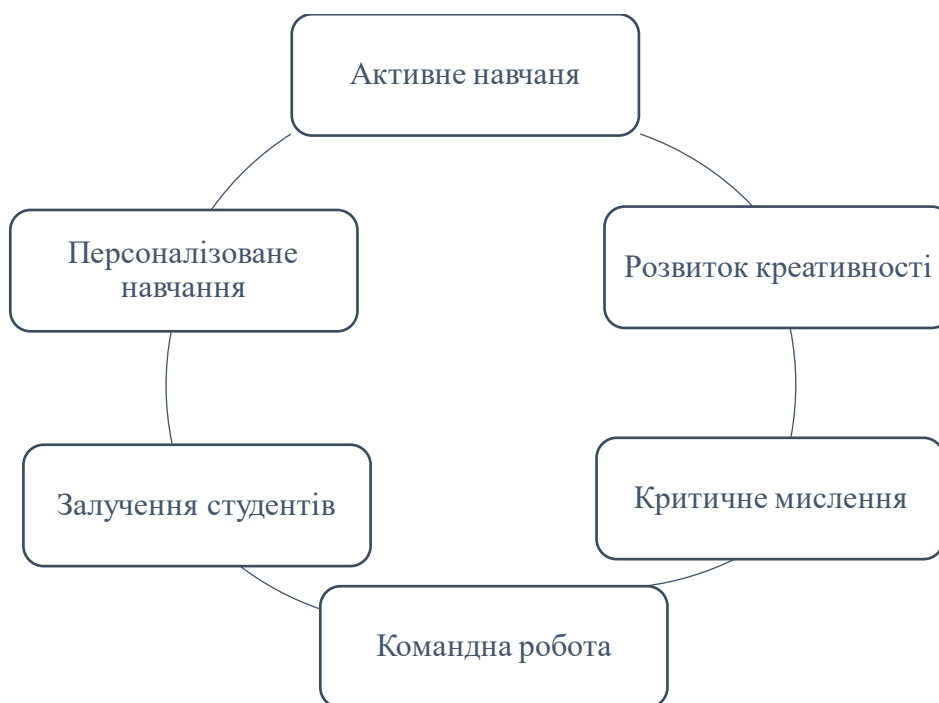 Активне навчаня
Персоналізоване
навчання
Розвиток креативності
Залучення студентів
Критичне мислення
Командна робота